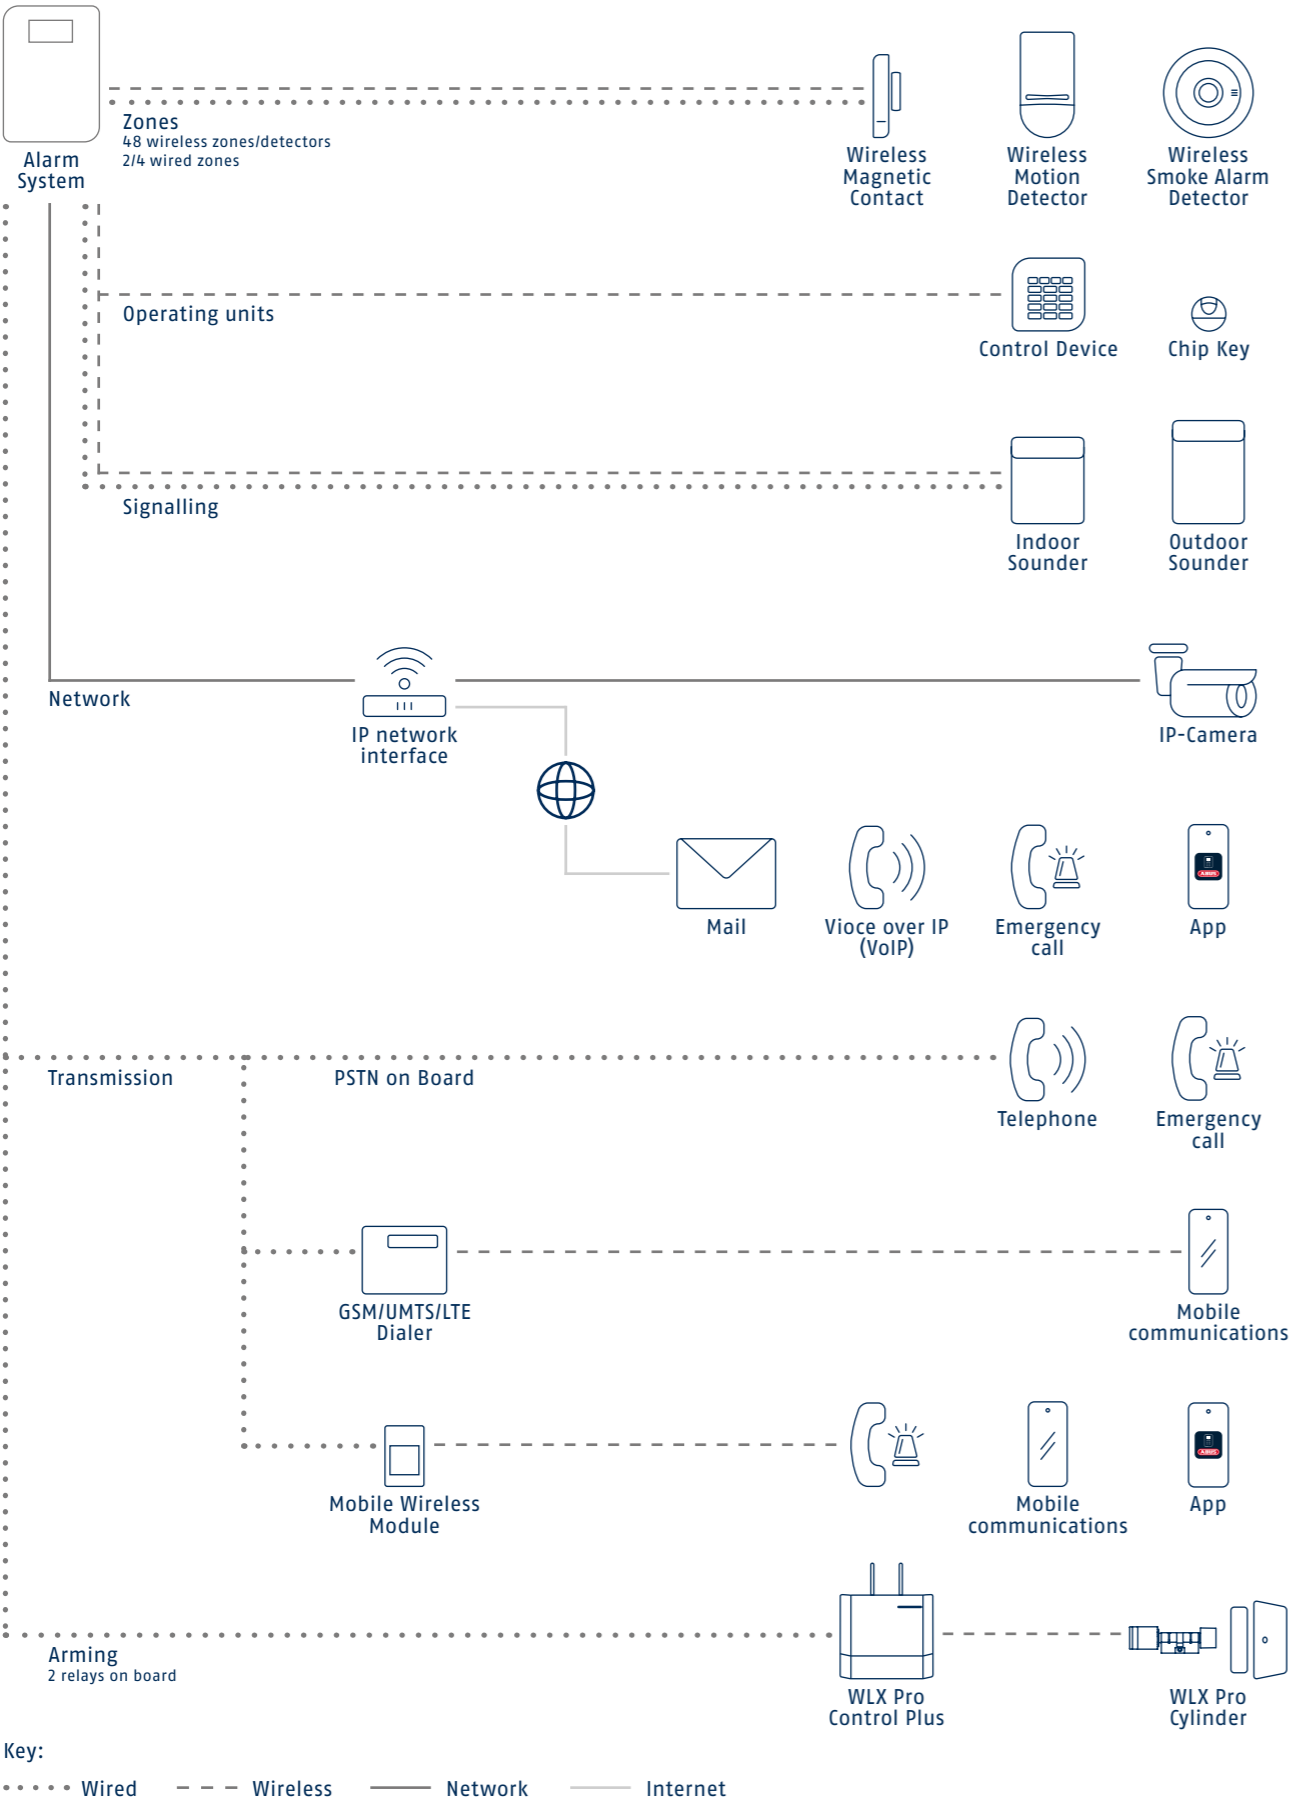 Alarm
System
Zones
48 wireless zones/detectors
2/4 wired zones
Wireless
Magnetic
Contact
Wireless
Motion
Detector
Wireless
Smoke Alarm
Detector
Operating units
Control Device
Chip Key
Signalling
Indoor
Sounder
Outdoor
Sounder
Network
IP network
interface
IP-Camera
Mail
Vioce over IP
(VoIP)
Emergency
call
App
Transmission
PSTN on Board
Telephone
Emergency
call
GSM/UMTS/LTE
Dialer
Mobile
communications
Mobile Wireless
Module
Mobile
communications
App
Arming
2 relays on board
WLX Pro
Control Plus
WLX Pro
Cylinder
Key:
Wired
Wireless
Network
Internet